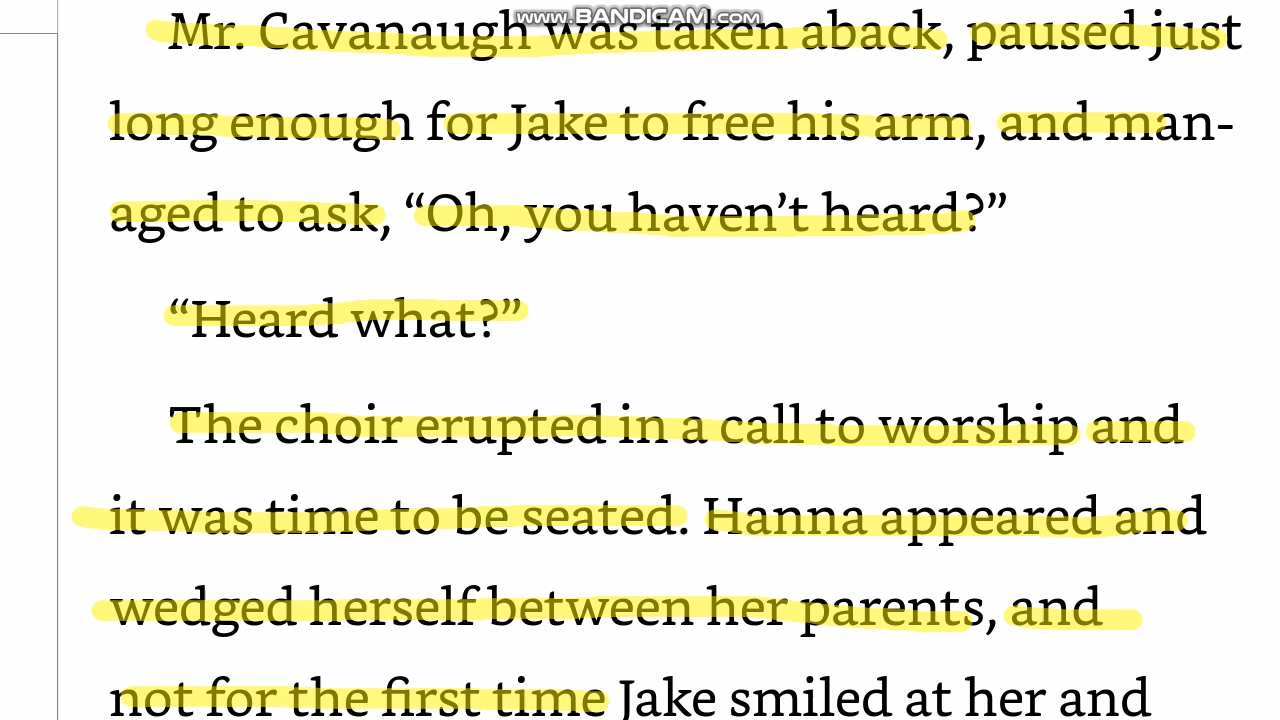 www.BANDICAM.com
Mr. Cavanaugh was taken aback, paused just
long enough for Jake to free his arm, and man-
aged to ask, “Oh, you haven’t heard?”
“Heard what?”
The choir erupted in a call to worship and
it was time to be seated. Hanna appeared and
wedged herself between her parents, and
not for the first time Jake smiled at her and